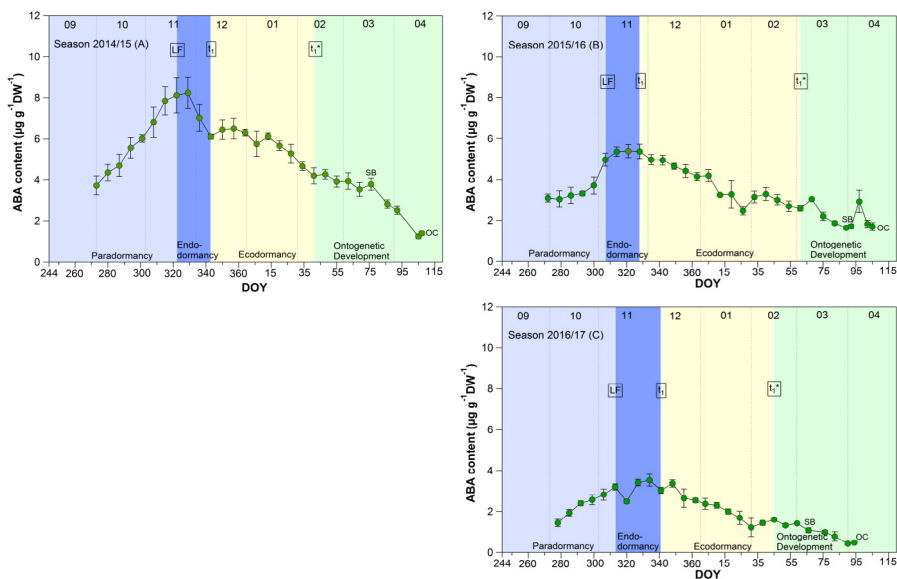 09 10 11 12 01 02 03 04
Season 2014/15 (A)
LF t₁ t₁*
ABA content (µg g⁻¹DW⁻¹)
12
10
8
6
4
2
0
SB
OC
Paradormancy
Endo-
dormancy
Ecodormancy
Ontogenetic
Development
244 260 280 300 320 340 360 15 35 55 75 95 115
DOY
09 10 11 12 01 02 03 04
Season 2015/16 (B)
LF t₁ t₁*
ABA content (µg g⁻¹DW⁻¹)
12
10
8
6
4
2
0
SB
OC
Paradormancy
Endo-
dormancy
Ecodormancy
Ontogenetic
Development
244 260 280 300 320 340 360 15 35 55 75 95 115
DOY
09 10 11 12 01 02 03 04
Season 2016/17 (C)
LF t₁ t₁*
ABA content (µg g⁻¹DW⁻¹)
12
10
8
6
4
2
0
SB
OC
Paradormancy
Endo-
dormancy
Ecodormancy
Ontogenetic
Development
244 260 280 300 320 340 360 15 35 55 75 95 115
DOY